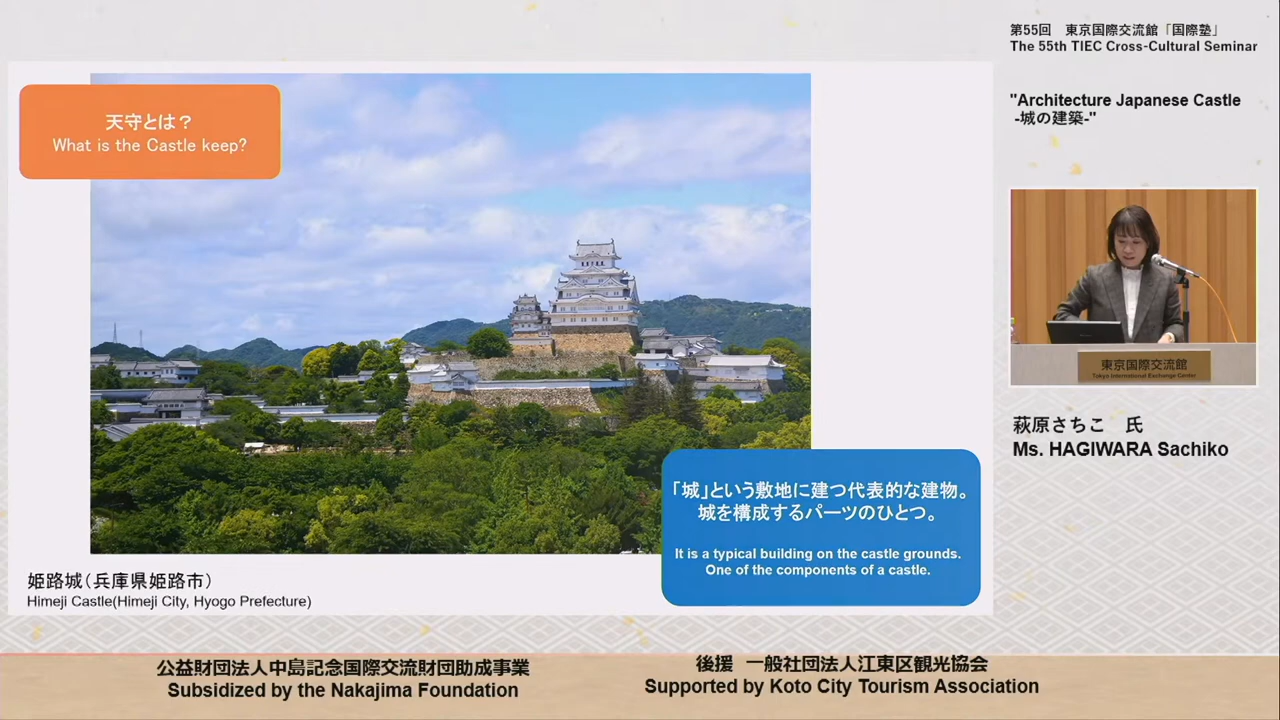 第55回　東京国際交流館「国際塾」
The 55th TIEC Cross-Cultural Seminar
"Architecture Japanese Castle
-城の建築-"
天守とは？
What is the Castle keep?
「城」という敷地に建つ代表的な建物。
城を構成するパーツのひとつ。
It is a typical building on the castle grounds.
One of the components of a castle.
姫路城（兵庫県姫路市）
Himeji Castle(Himeji City, Hyogo Prefecture)
東京国際交流館
Tokyo International Exchange Center
萩原さちこ　氏
Ms. HAGIWARA Sachiko
公益財団法人中島記念国際交流財団助成事業
Subsidized by the Nakajima Foundation
後援　一般社団法人江東区観光協会
Supported by Koto City Tourism Association